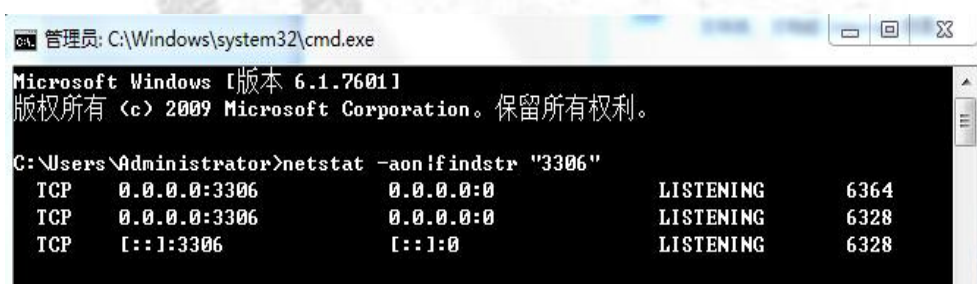 管理员: C:\Windows\system32\cmd.exe
Microsoft Windows [版本 6.1.7601]
版权所有 (c) 2009 Microsoft Corporation。保留所有权利。
C:\Users\Administrator>netstat -aon|findstr "3306"
TCP 0.0.0.0:3306 0.0.0.0:0 LISTENING 6364
TCP 0.0.0.0:3306 0.0.0.0:0 LISTENING 6328
TCP [::]:3306 [::]:0 LISTENING 6328